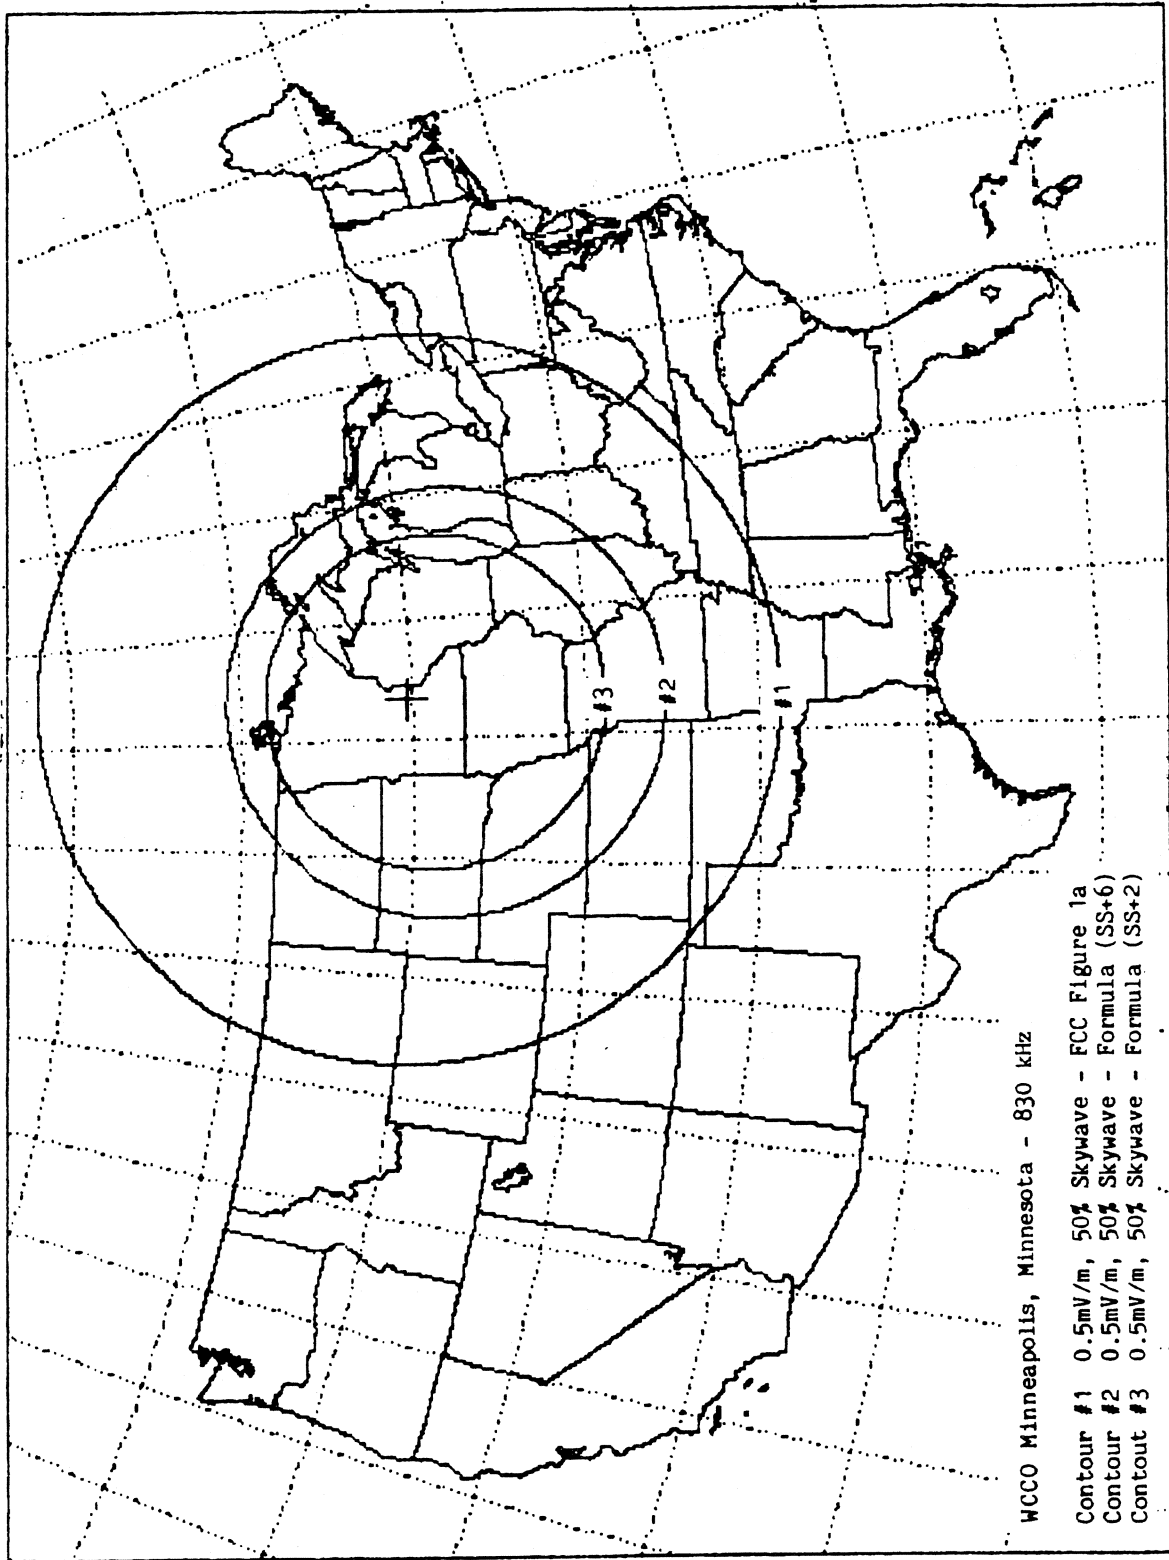 #3
#2
#1
WCCO Minneapolis, Minnesota - 830 kHz
Contour #1 0.5mV/m, 50% Skywave - FCC Figure 1a
Contour #2 0.5mV/m, 50% Skywave - Formula (SS+6)
Contout #3 0.5mV/m, 50% Skywave - Formula (SS+2)